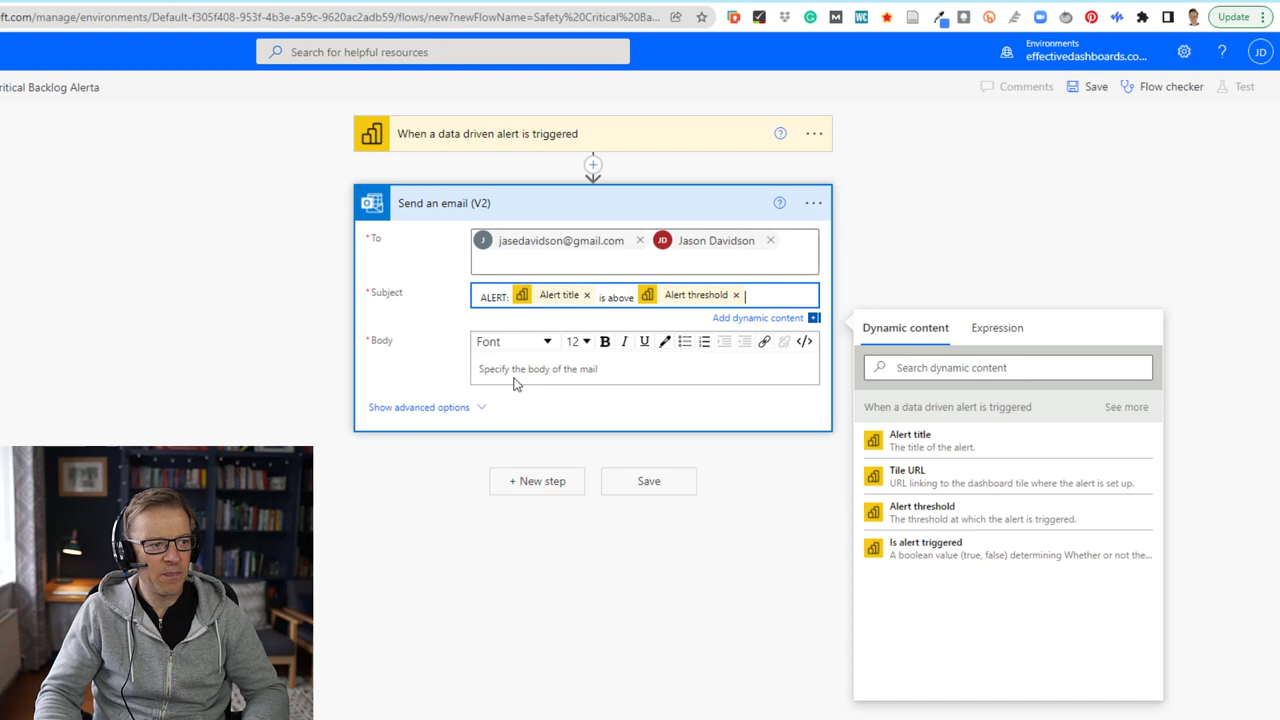 ft.com/manage/environments/Default-f305f408-953f-4b3e-a59c-9620ac2adb59/flows/new?newFlowName=Safety%20Critical%20Ba...
Update
Search for helpful resources
Environments
effectivedashboards.co...
?
JD
ritical Backlog Alerta
Comments
Save
Flow checker
Test
When a data driven alert is triggered
Send an email (V2)
* To
J jasedavidson@gmail.com × JD Jason Davidson ×
* Subject
ALERT: Alert title × is above Alert threshold ×
Add dynamic content
* Body
Font 12 B I U </>
Specify the body of the mail
Show advanced options
+ New step
Save
Dynamic content
Expression
Search dynamic content
When a data driven alert is triggered
See more
Alert title
The title of the alert.
Tile URL
URL linking to the dashboard tile where the alert is set up.
Alert threshold
The threshold at which the alert is triggered.
Is alert triggered
A boolean value (true, false) determining Whether or not the...